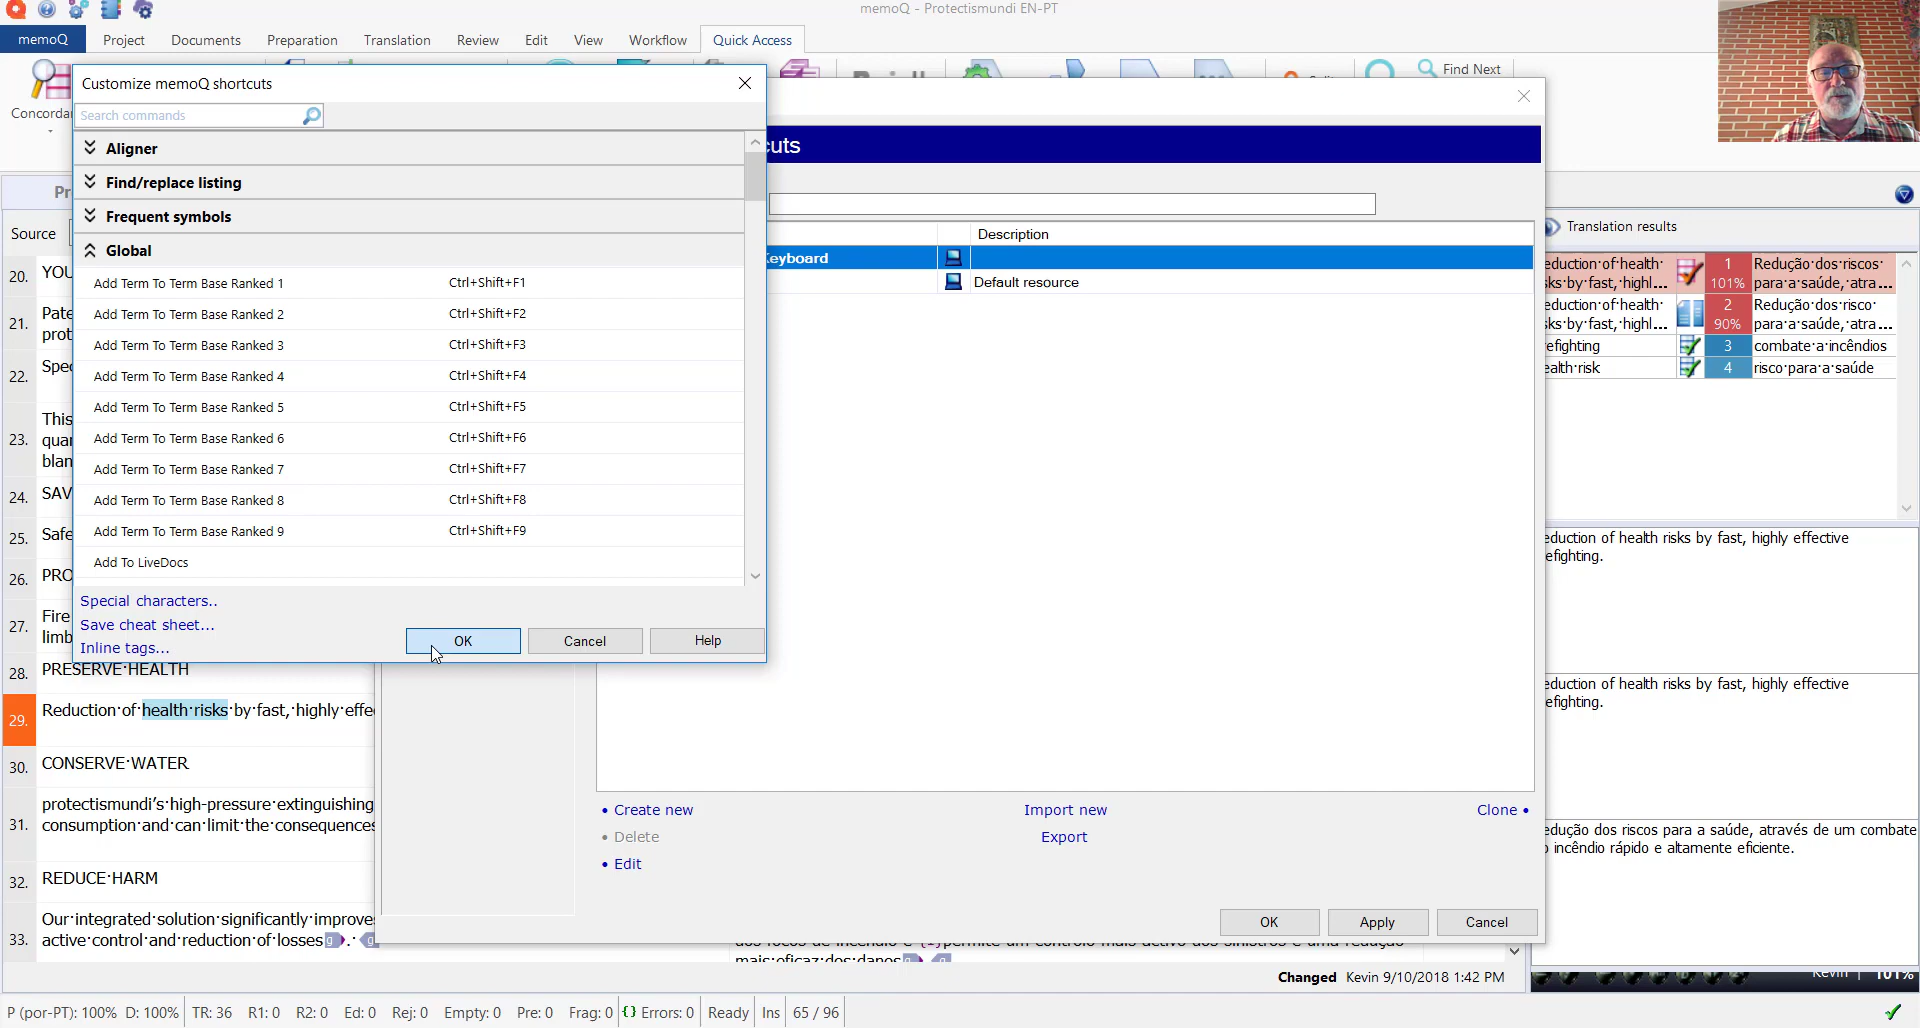 memoQ - Protectismundi EN-PT
memoQ
Project
Documents
Preparation
Translation
Review
Edit
View
Workflow
Quick Access
Find Next
Customize memoQ shortcuts
Search commands
Aligner
Find/replace listing
Frequent symbols
Global
Add Term To Term Base Ranked 1 Ctrl+Shift+F1
Add Term To Term Base Ranked 2 Ctrl+Shift+F2
Add Term To Term Base Ranked 3 Ctrl+Shift+F3
Add Term To Term Base Ranked 4 Ctrl+Shift+F4
Add Term To Term Base Ranked 5 Ctrl+Shift+F5
Add Term To Term Base Ranked 6 Ctrl+Shift+F6
Add Term To Term Base Ranked 7 Ctrl+Shift+F7
Add Term To Term Base Ranked 8 Ctrl+Shift+F8
Add Term To Term Base Ranked 9 Ctrl+Shift+F9
Add To LiveDocs
Special characters..
Save cheat sheet...
Inline tags...
OK
Cancel
Help
Concorda
Pr
Source
20. YOU
21. Pate
prot
22. Spec
23. This
quan
blan
24. SAV
25. Safe
26. PRO
27. Fire
limb
28. PRESERVE·HEALTH
29. Reduction·of·health·risks·by·fast,·highly·effe
30. CONSERVE·WATER
31. protectismundi's·high-pressure·extinguishing
consumption·and·can·limit·the·consequences
32. REDUCE·HARM
33. Our·integrated·solution·significantly·improve
active·control·and·reduction·of·losses g . g
cuts
Description
Keyboard
Default resource
Create new
Import new
Clone
Delete
Export
Edit
OK
Apply
Cancel
mais·eficaz·dos·danos
Changed Kevin 9/10/2018 1:42 PM
Translation results
eduction·of·health· 1 Redução·dos·riscos·
sks·by·fast,·highl... 101% para·a·saúde,·atra...
eduction·of·health· 2 Redução·dos·risco·
sks·by·fast,·highl... 90% para·a·saúde,·atra...
efighting 3 combate·a·incêndios
ealth·risk 4 risco·para·a·saúde
eduction of health risks by fast, highly effective
efighting.
eduction of health risks by fast, highly effective
efighting.
edução dos riscos para a saúde, através de um combate
o incêndio rápido e altamente eficiente.
Kevin | 101%
P (por-PT): 100% D: 100% TR: 36 R1: 0 R2: 0 Ed: 0 Rej: 0 Empty: 0 Pre: 0 Frag: 0 {} Errors: 0 Ready Ins 65 / 96